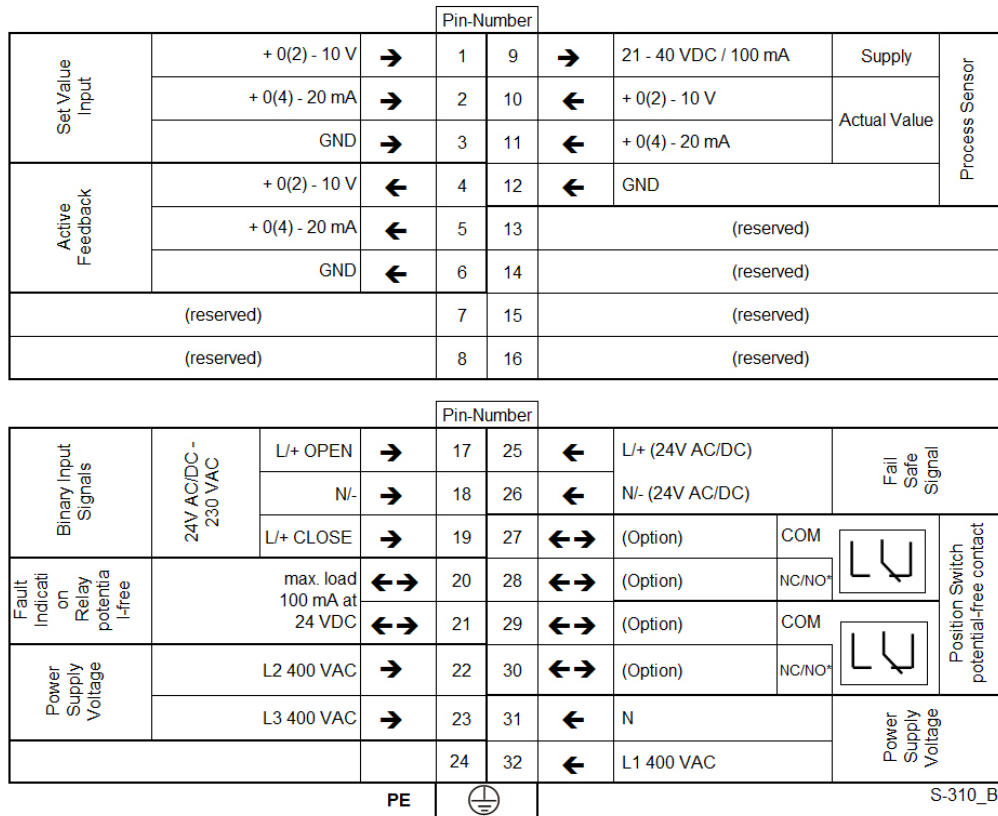 Pin-Number
Set Value
Input
+ 0(2) - 10 V
1
9
21 - 40 VDC / 100 mA
Supply
Process Sensor
+ 0(4) - 20 mA
2
10
+ 0(2) - 10 V
Actual Value
GND
3
11
+ 0(4) - 20 mA
Active
Feedback
+ 0(2) - 10 V
4
12
GND
+ 0(4) - 20 mA
5
13
(reserved)
GND
6
14
(reserved)
(reserved)
7
15
(reserved)
(reserved)
8
16
(reserved)
Pin-Number
Binary Input
Signals
24V AC/DC -
230 VAC
L/+ OPEN
17
25
L/+ (24V AC/DC)
Fail
Safe
Signal
N/-
18
26
N/- (24V AC/DC)
L/+ CLOSE
19
27
(Option)
COM
Position Switch
potential-free contact
Fault
Indicati
on
Relay
potentia
l-free
max. load
100 mA at
24 VDC
20
28
(Option)
NC/NO*
21
29
(Option)
COM
Power
Supply
Voltage
L2 400 VAC
22
30
(Option)
NC/NO*
L3 400 VAC
23
31
N
Power
Supply
Voltage
24
32
L1 400 VAC
PE
S-310_B